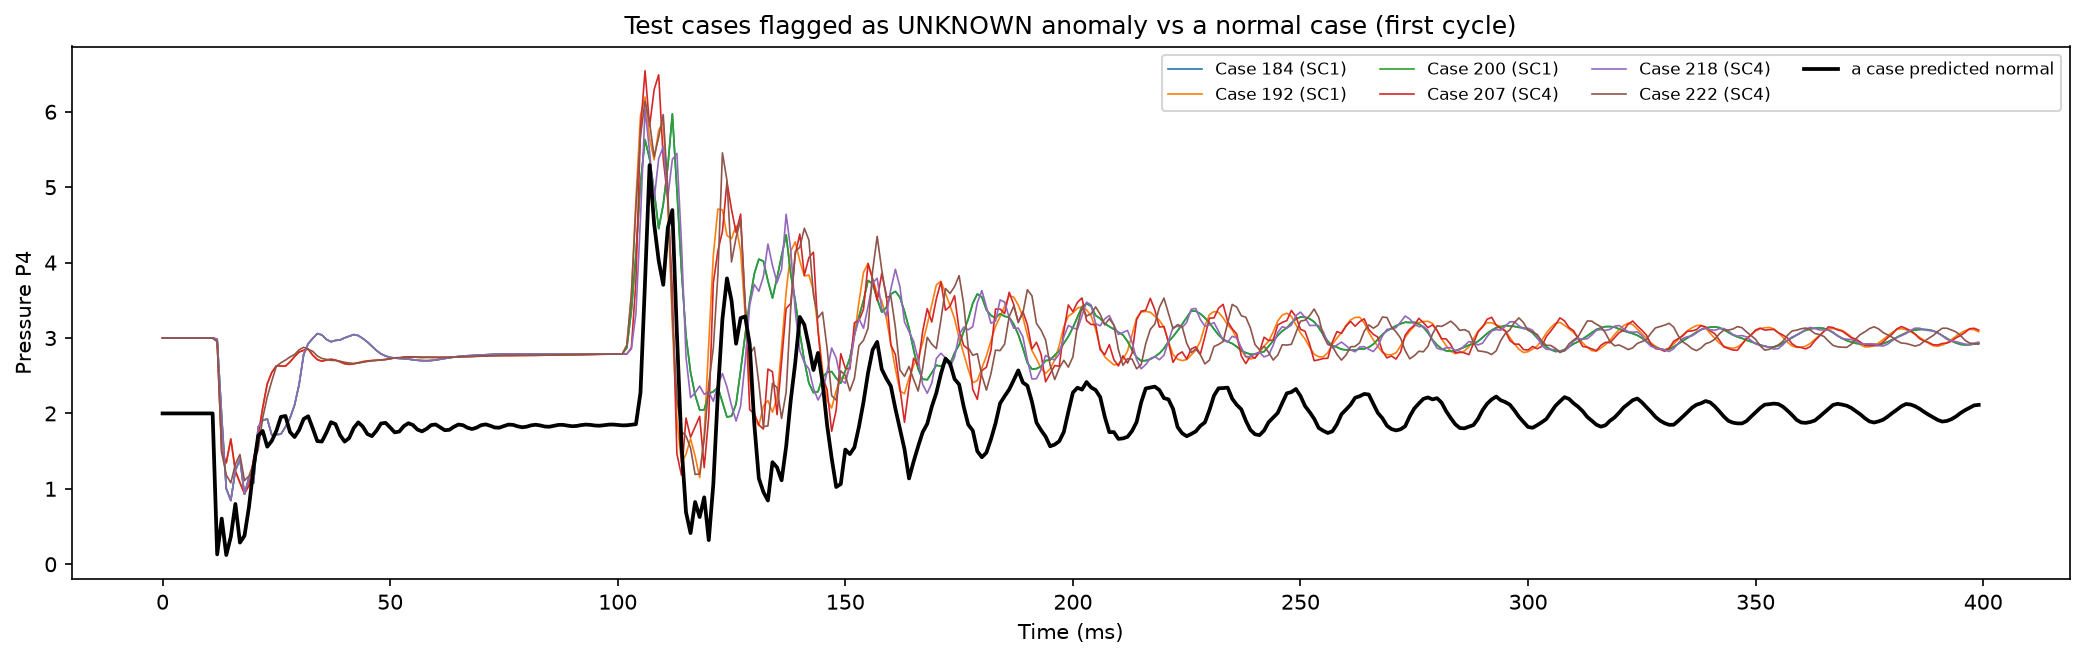 Test cases flagged as UNKNOWN anomaly vs a normal case (first cycle)
Case 184 (SC1) Case 200 (SC1) Case 218 (SC4) a case predicted normal
Case 192 (SC1) Case 207 (SC4) Case 222 (SC4)
Pressure P4
6
5
4
3
2
1
0
0 50 100 150 200 250 300 350 400
Time (ms)